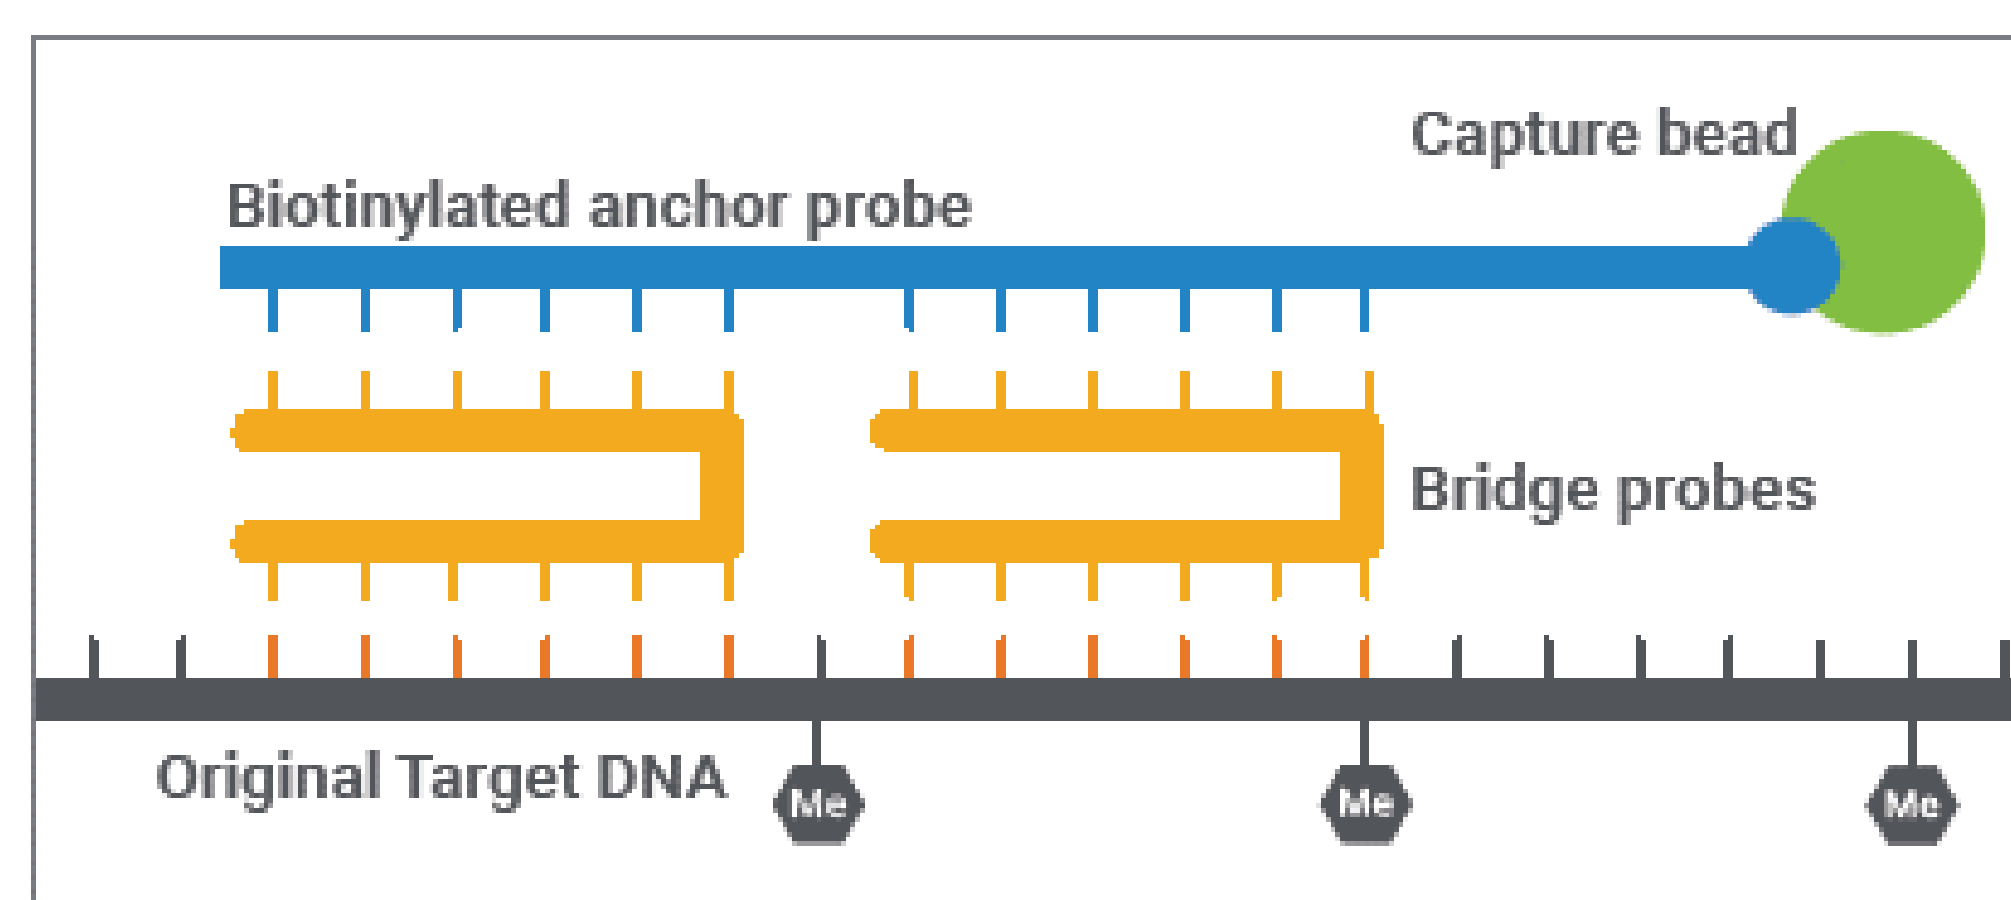 Capture bead
Biotinylated anchor probe
Bridge probes
Original Target DNA
Me
Me
Me